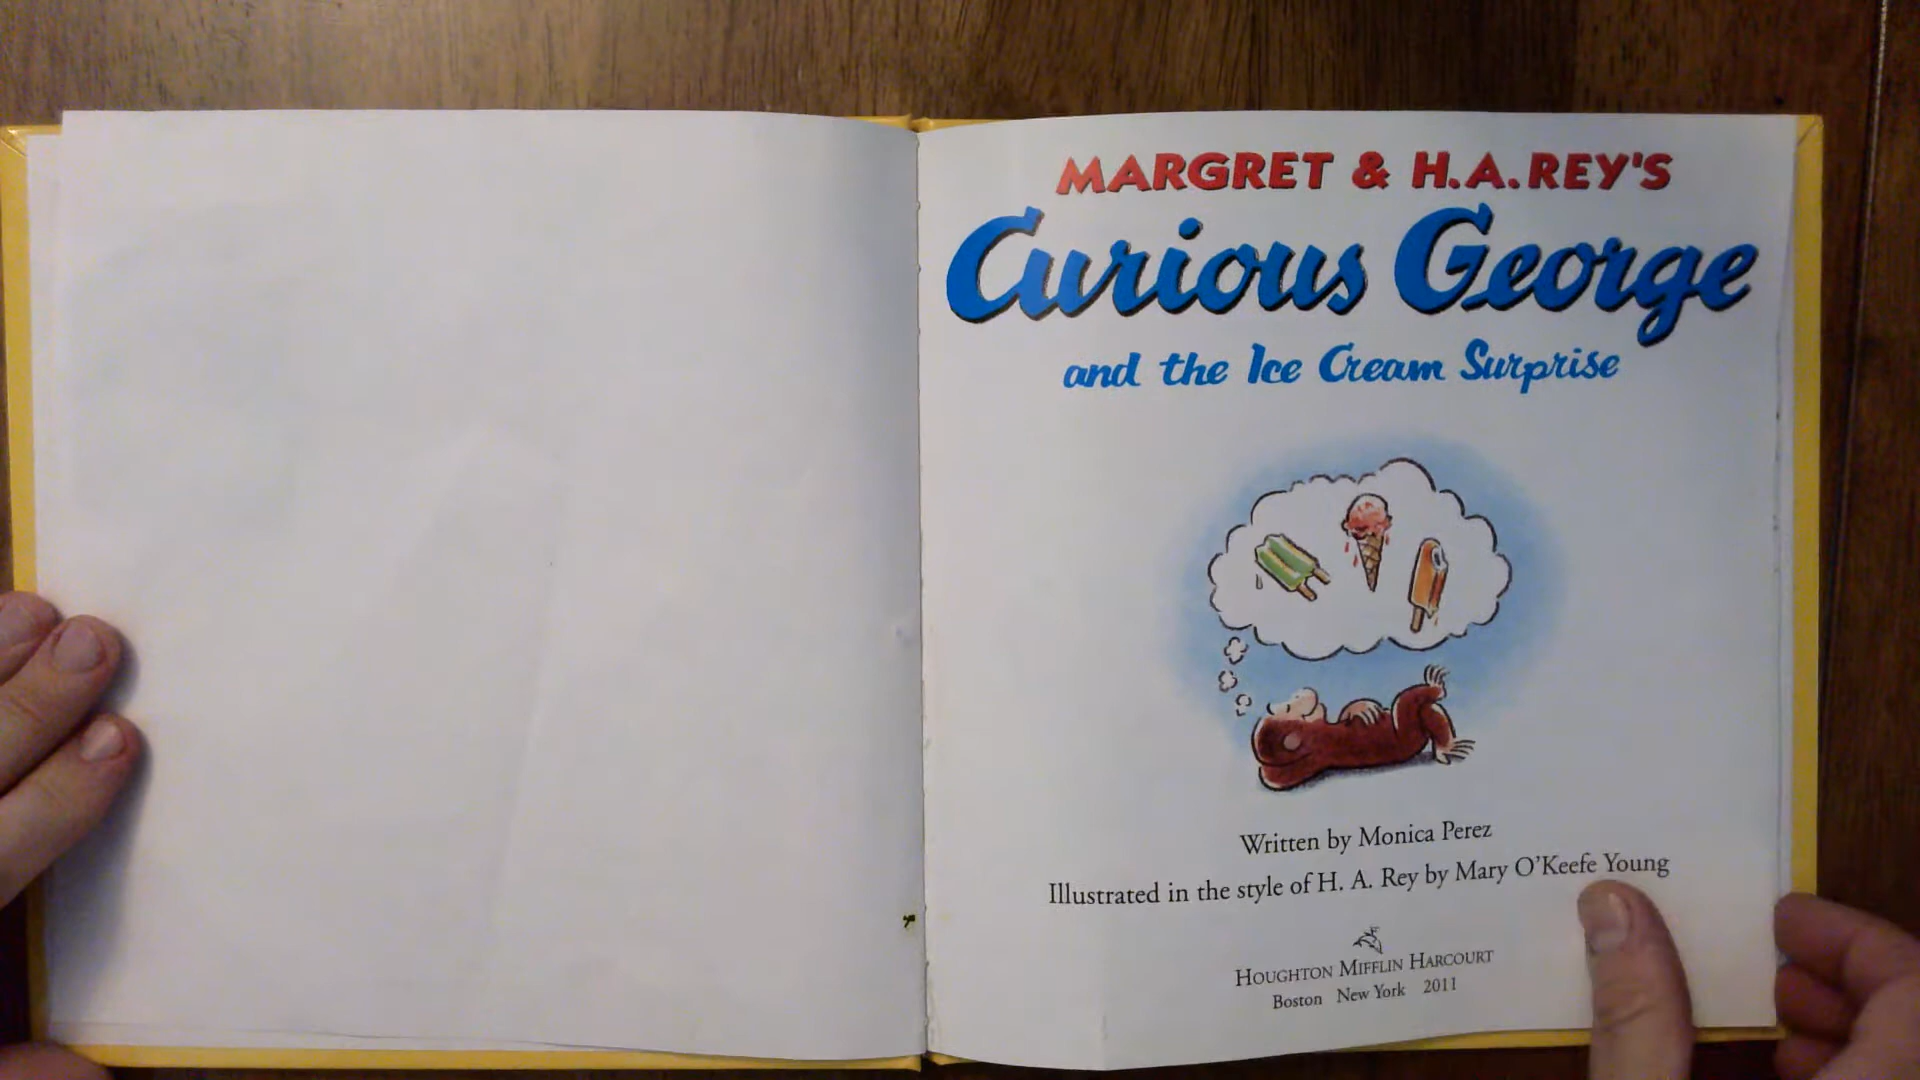 MARGRET & H.A.REY'S
Curious George
and the Ice Cream Surprise
Written by Monica Perez
Illustrated in the style of H. A. Rey by Mary O'Keefe Young
HOUGHTON MIFFLIN HARCOURT
Boston New York 2011